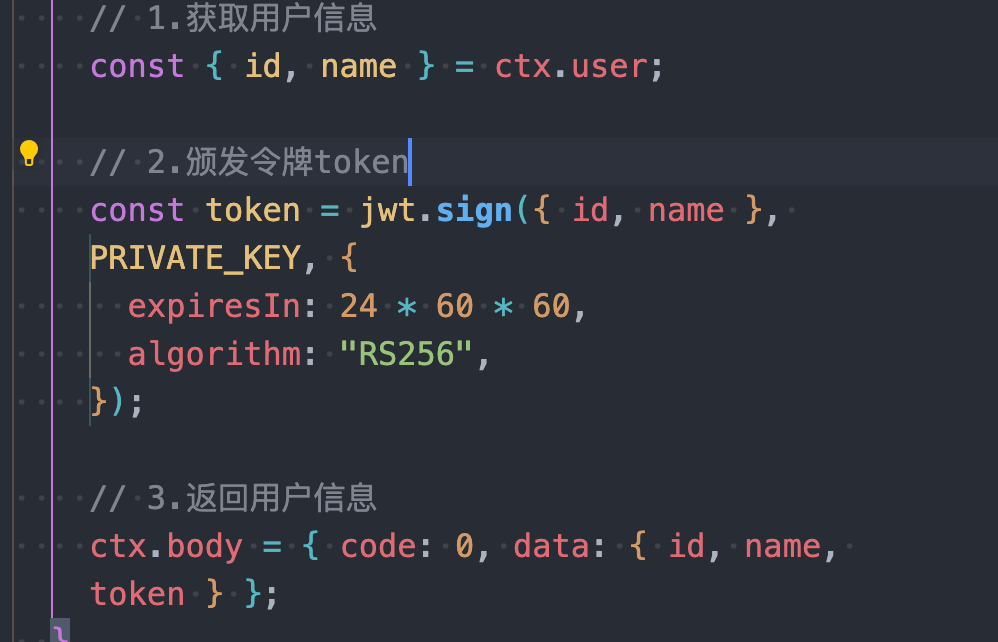 // 1.获取用户信息
const { id, name } = ctx.user;
// 2.颁发令牌token
const token = jwt.sign({ id, name },
PRIVATE_KEY, {
expiresIn: 24 * 60 * 60,
algorithm: "RS256",
});
// 3.返回用户信息
ctx.body = { code: 0, data: { id, name,
token } };
}